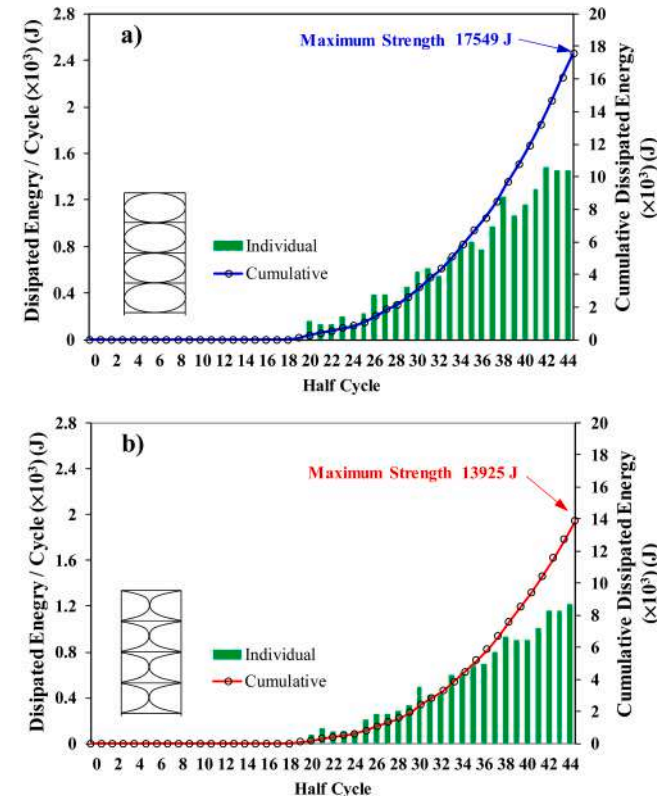 a)
Maximum Strength 17549 J
Disipated Enegry / Cycle (×10³) (J)
2.8
2.4
2
1.6
1.2
0.8
0.4
0
Individual
Cumulative
20
18
16
14
12
10
8
6
4
2
0
Cumulative Dissipated Energy
(×10³) (J)
0 2 4 6 8 10 12 14 16 18 20 22 24 26 28 30 32 34 36 38 40 42 44
Half Cycle
b)
Maximum Strength 13925 J
Disipated Enegry / Cycle (×10³) (J)
2.8
2.4
2
1.6
1.2
0.8
0.4
0
Individual
Cumulative
20
18
16
14
12
10
8
6
4
2
0
Cumulative Dissipated Energy
(×10³) (J)
0 2 4 6 8 10 12 14 16 18 20 22 24 26 28 30 32 34 36 38 40 42 44
Half Cycle